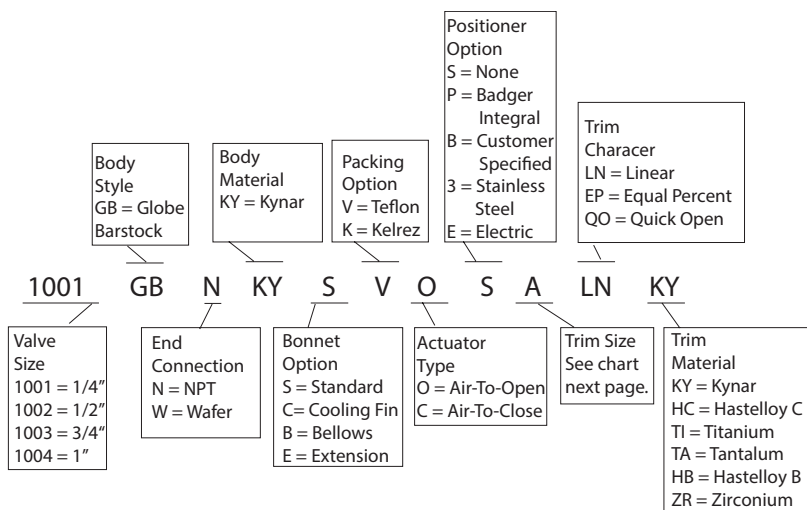 Positioner
Option
S = None
P = Badger
Integral
B = Customer
Specified
3 = Stainless
Steel
E = Electric
Trim
Characer
LN = Linear
EP = Equal Percent
QO = Quick Open
Body
Style
GB = Globe
Barstock
Body
Material
KY = Kynar
Packing
Option
V = Teflon
K = Kelrez
1001 GB N KY S V O S A LN KY
Valve
Size
1001 = 1/4”
1002 = 1/2”
1003 = 3/4“
1004 = 1”
End
Connection
N = NPT
W = Wafer
Bonnet
Option
S = Standard
C= Cooling Fin
B = Bellows
E = Extension
Actuator
Type
O = Air-To-Open
C = Air-To-Close
Trim Size
See chart
next page.
Trim
Material
KY = Kynar
HC = Hastelloy C
TI = Titanium
TA = Tantalum
HB = Hastelloy B
ZR = Zirconium